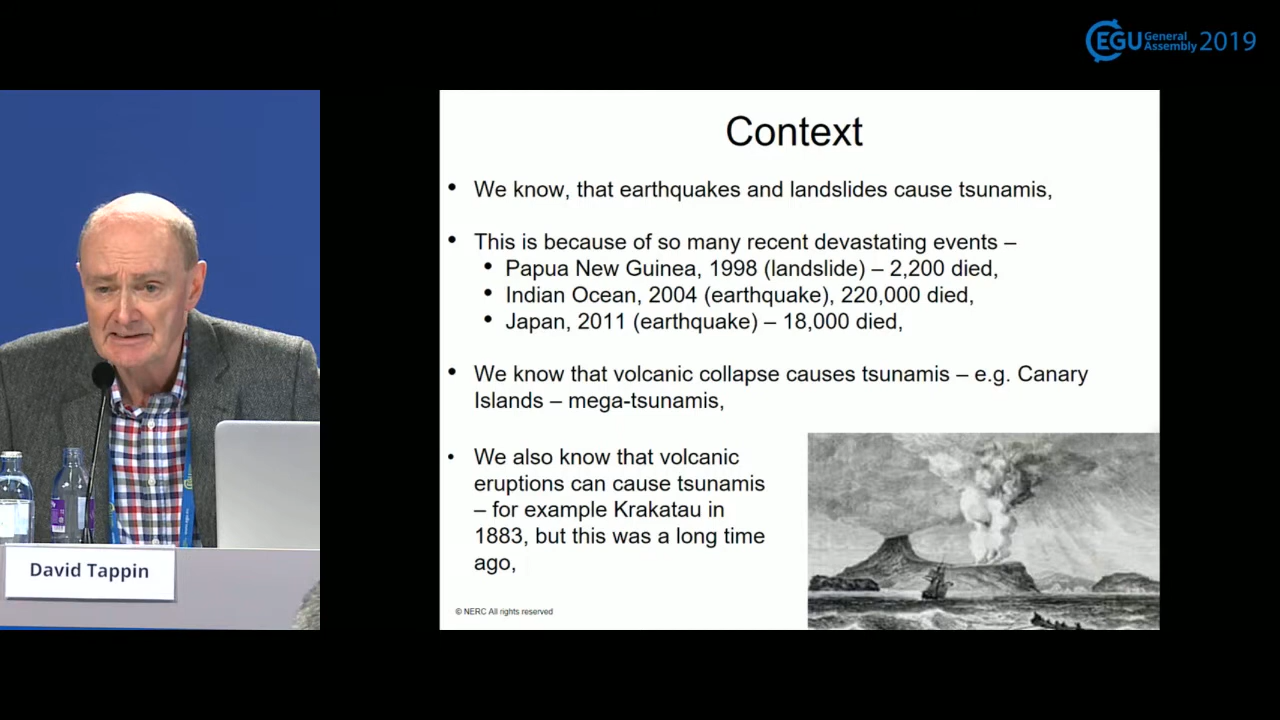 EGU General
Assembly 2019
Context
• We know, that earthquakes and landslides cause tsunamis,
• This is because of so many recent devastating events –
• Papua New Guinea, 1998 (landslide) – 2,200 died,
• Indian Ocean, 2004 (earthquake), 220,000 died,
• Japan, 2011 (earthquake) – 18,000 died,
• We know that volcanic collapse causes tsunamis – e.g. Canary
Islands – mega-tsunamis,
• We also know that volcanic
eruptions can cause tsunamis
– for example Krakatau in
1883, but this was a long time
ago,
© NERC All rights reserved
David Tappin